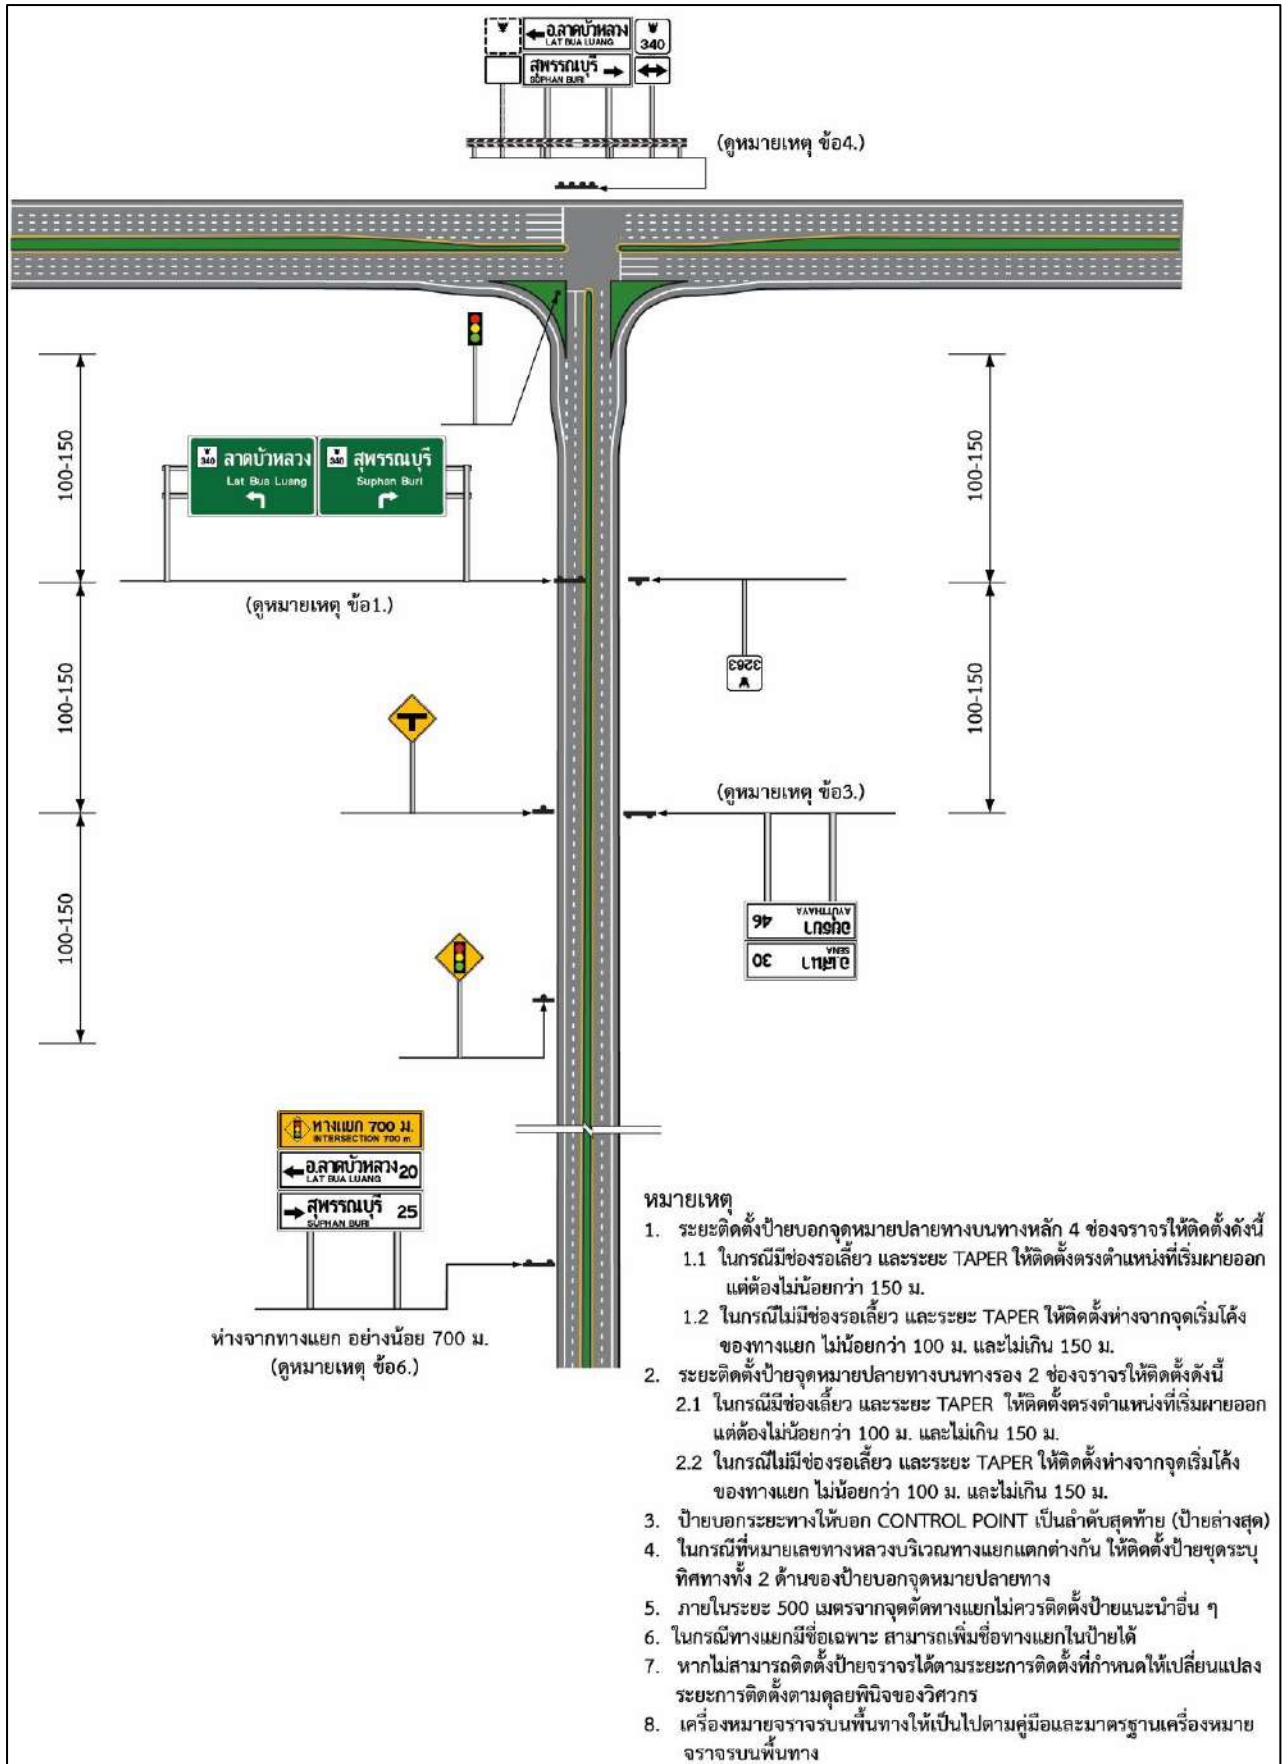 อ.ลาดบัวหลวง
LAT BUA LUANG
340
สุพรรณบุรี
SUPHAN BURI
(ดูหมายเหตุ ข้อ4.)
100-150
100-150
340 ลาดบัวหลวง
Lat Bua Luang
340 สุพรรณบุรี
Suphan Buri
(ดูหมายเหตุ ข้อ1.)
3263
100-150
100-150
(ดูหมายเหตุ ข้อ3.)
อยุธยา 46
AYUTTHAYA
อ.เสนา 30
SENA
100-150
ทางแยก 700 ม.
INTERSECTION 700 m
อ.ลาดบัวหลวง 20
LAT BUA LUANG
สุพรรณบุรี 25
SUPHAN BURI
ห่างจากทางแยก อย่างน้อย 700 ม.
(ดูหมายเหตุ ข้อ6.)
หมายเหตุ
1. ระยะติดตั้งป้ายบอกจุดหมายปลายทางบนทางหลัก 4 ช่องจราจรให้ติดตั้งดังนี้
1.1 ในกรณีมีช่องรอเลี้ยว และระยะ TAPER ให้ติดตั้งตรงตำแหน่งที่เริ่มผายออก
แต่ต้องไม่น้อยกว่า 150 ม.
1.2 ในกรณีไม่มีช่องรอเลี้ยว และระยะ TAPER ให้ติดตั้งห่างจากจุดเริ่มโค้ง
ของทางแยก ไม่น้อยกว่า 100 ม. และไม่เกิน 150 ม.
2. ระยะติดตั้งป้ายจุดหมายปลายทางบนทางรอง 2 ช่องจราจรให้ติดตั้งดังนี้
2.1 ในกรณีมีช่องเลี้ยว และระยะ TAPER ให้ติดตั้งตรงตำแหน่งที่เริ่มผายออก
แต่ต้องไม่น้อยกว่า 100 ม. และไม่เกิน 150 ม.
2.2 ในกรณีไม่มีช่องรอเลี้ยว และระยะ TAPER ให้ติดตั้งห่างจากจุดเริ่มโค้ง
ของทางแยก ไม่น้อยกว่า 100 ม. และไม่เกิน 150 ม.
3. ป้ายบอกระยะทางให้บอก CONTROL POINT เป็นลำดับสุดท้าย (ป้ายล่างสุด)
4. ในกรณีที่หมายเลขทางหลวงบริเวณทางแยกแตกต่างกัน ให้ติดตั้งป้ายชุดระบุ
ทิศทางทั้ง 2 ด้านของป้ายบอกจุดหมายปลายทาง
5. ภายในระยะ 500 เมตรจากจุดตัดทางแยกไม่ควรติดตั้งป้ายแนะนำอื่น ๆ
6. ในกรณีทางแยกมีชื่อเฉพาะ สามารถเพิ่มชื่อทางแยกในป้ายได้
7. หากไม่สามารถติดตั้งป้ายจราจรได้ตามระยะการติดตั้งที่กำหนดให้เปลี่ยนแปลง
ระยะการติดตั้งตามดุลยพินิจของวิศวกร
8. เครื่องหมายจราจรบนพื้นทางให้เป็นไปตามคู่มือและมาตรฐานเครื่องหมาย
จราจรบนพื้นทาง